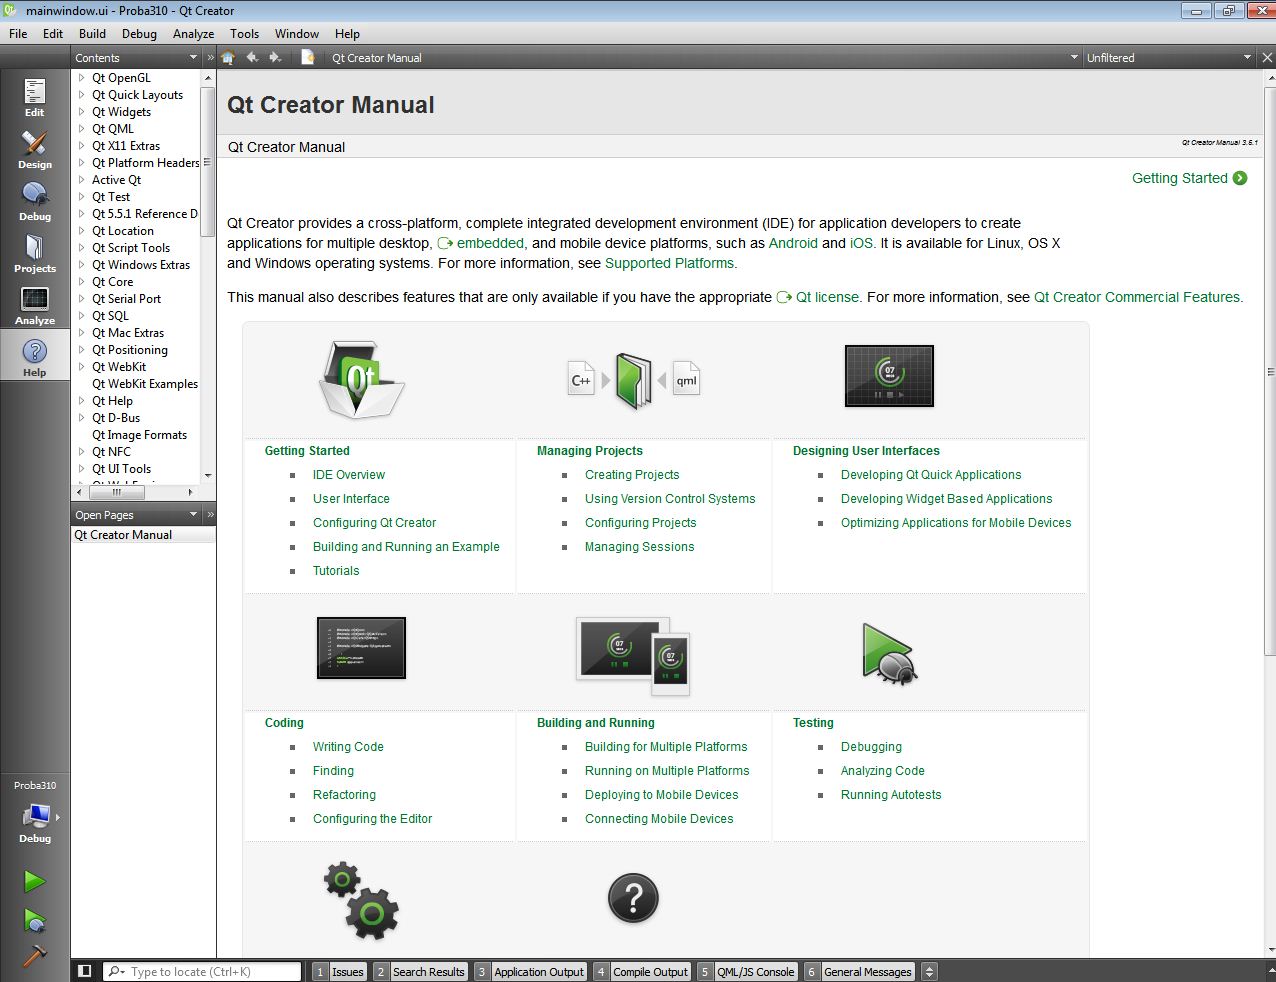 mainwindow.ui - Proba310 - Qt Creator
File Edit Build Debug Analyze Tools Window Help
Contents
Qt Creator Manual
Unfiltered
Edit
Design
Debug
Projects
Analyze
Help
Qt OpenGL
Qt Quick Layouts
Qt Widgets
Qt QML
Qt X11 Extras
Qt Platform Headers
Active Qt
Qt Test
Qt 5.5.1 Reference D
Qt Location
Qt Script Tools
Qt Windows Extras
Qt Core
Qt Serial Port
Qt SQL
Qt Mac Extras
Qt Positioning
Qt WebKit
Qt WebKit Examples
Qt Help
Qt D-Bus
Qt Image Formats
Qt NFC
Qt UI Tools
Open Pages
Qt Creator Manual
Qt Creator Manual
Qt Creator Manual
Qt Creator Manual 3.5.1
Getting Started
Qt Creator provides a cross-platform, complete integrated development environment (IDE) for application developers to create
applications for multiple desktop, embedded, and mobile device platforms, such as Android and iOS. It is available for Linux, OS X
and Windows operating systems. For more information, see Supported Platforms.
This manual also describes features that are only available if you have the appropriate Qt license. For more information, see Qt Creator Commercial Features.
Qt
C++
qml
07
Getting Started
IDE Overview
User Interface
Configuring Qt Creator
Building and Running an Example
Tutorials
Managing Projects
Creating Projects
Using Version Control Systems
Configuring Projects
Managing Sessions
Designing User Interfaces
Developing Qt Quick Applications
Developing Widget Based Applications
Optimizing Applications for Mobile Devices
07
07
Coding
Writing Code
Finding
Refactoring
Configuring the Editor
Building and Running
Building for Multiple Platforms
Running on Multiple Platforms
Deploying to Mobile Devices
Connecting Mobile Devices
Testing
Debugging
Analyzing Code
Running Autotests
?
Proba310
Debug
Type to locate (Ctrl+K)
1 Issues
2 Search Results
3 Application Output
4 Compile Output
5 QML/JS Console
6 General Messages